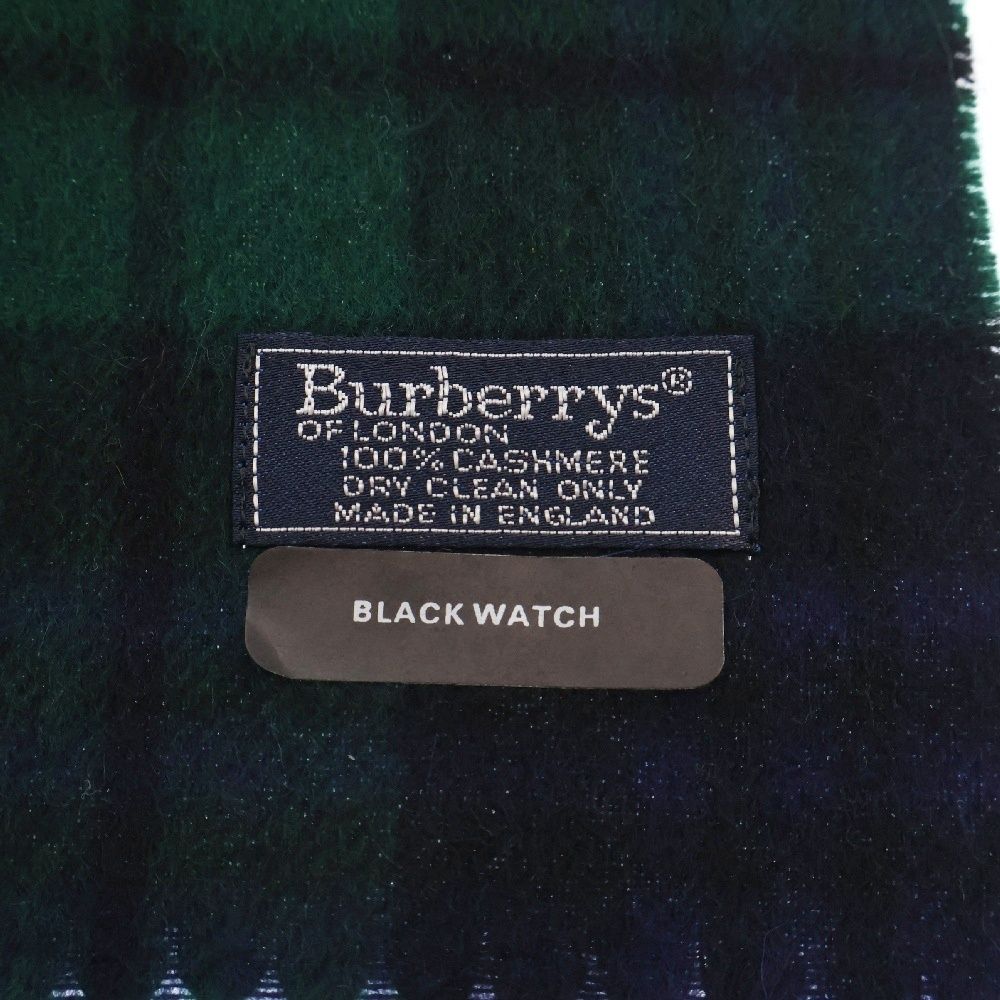 Burberrys®
OF LONDON
100% CASHMERE
DRY CLEAN ONLY
MADE IN ENGLAND
BLACK WATCH